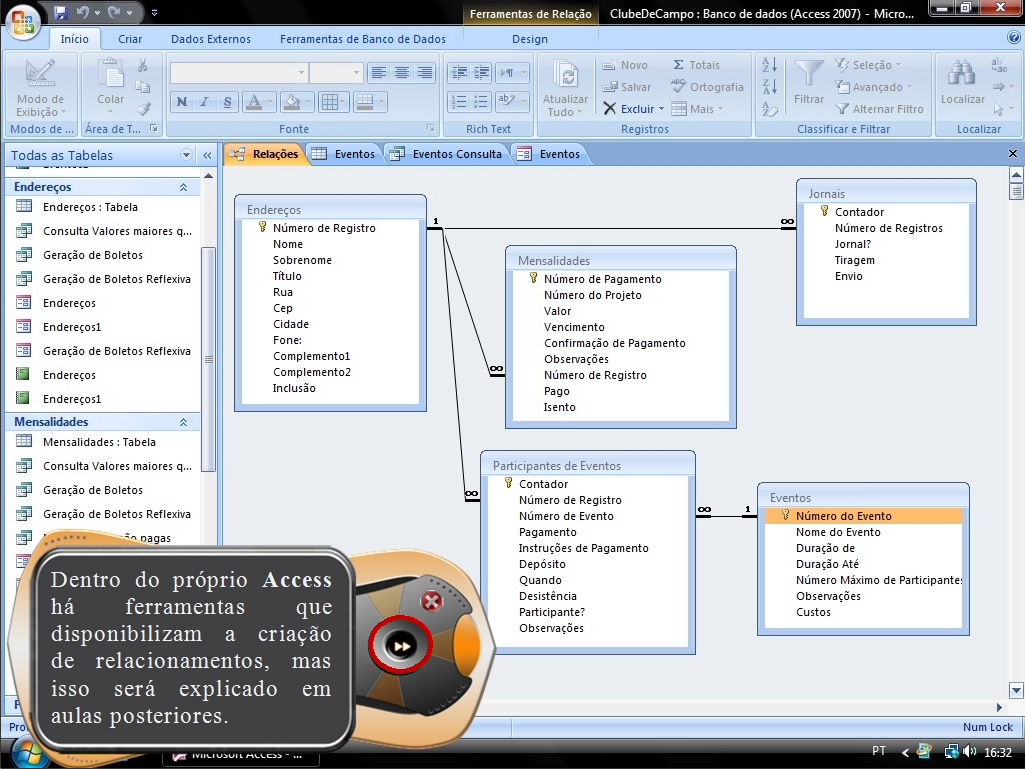 Ferramentas de Relação
ClubeDeCampo : Banco de dados (Access 2007) - Micro...
Início
Criar
Dados Externos
Ferramentas de Banco de Dados
Design
Modo de Exibição
Colar
N I S
A
Atualizar Tudo
Novo
Salvar
Excluir
Totais
Ortografia
Mais
Filtrar
Seleção
Avançado
Alternar Filtro
Localizar
Modos de ...
Área de T...
Fonte
Rich Text
Registros
Classificar e Filtrar
Localizar
Todas as Tabelas
Relações
Eventos
Eventos Consulta
Eventos
Endereços
Endereços : Tabela
Consulta Valores maiores q...
Geração de Boletos
Geração de Boletos Reflexiva
Endereços
Endereços1
Geração de Boletos Reflexiva
Endereços
Endereços1
Mensalidades
Mensalidades : Tabela
Consulta Valores maiores q...
Geração de Boletos
Geração de Boletos Reflexiva
pagas
Endereços
Número de Registro
Nome
Sobrenome
Título
Rua
Cep
Cidade
Fone:
Complemento1
Complemento2
Inclusão
1
∞
∞
∞
Mensalidades
Número de Pagamento
Número do Projeto
Valor
Vencimento
Confirmação de Pagamento
Observações
Número de Registro
Pago
Isento
Jornais
Contador
Número de Registros
Jornal?
Tiragem
Envio
Participantes de Eventos
Contador
Número de Registro
Número de Evento
Pagamento
Instruções de Pagamento
Depósito
Quando
Desistência
Participante?
Observações
∞
1
Eventos
Número do Evento
Nome do Evento
Duração de
Duração Até
Número Máximo de Participantes
Observações
Custos
Dentro do próprio Access
há ferramentas que
disponibilizam a criação
de relacionamentos, mas
isso será explicado em
aulas posteriores.
Num Lock
Microsoft Access - ...
PT
16:32